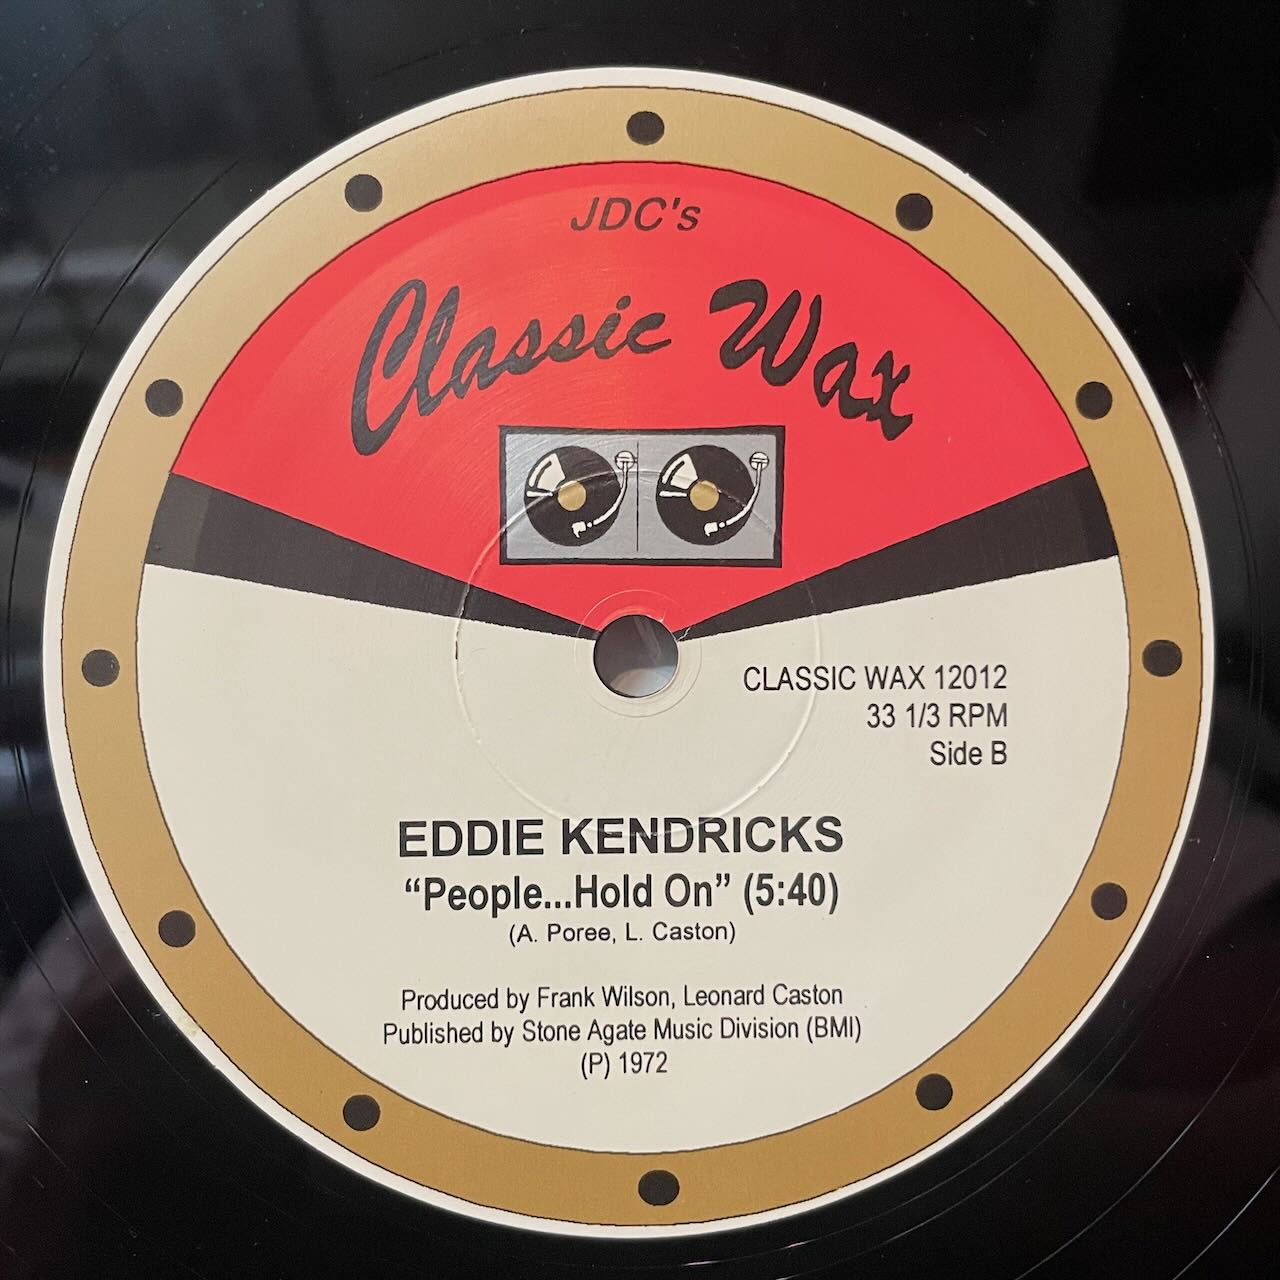 JDC's
Classic Wax
CLASSIC WAX 12012
33 1/3 RPM
Side B
EDDIE KENDRICKS
“People...Hold On” (5:40)
(A. Poree, L. Caston)
Produced by Frank Wilson, Leonard Caston
Published by Stone Agate Music Division (BMI)
(P) 1972